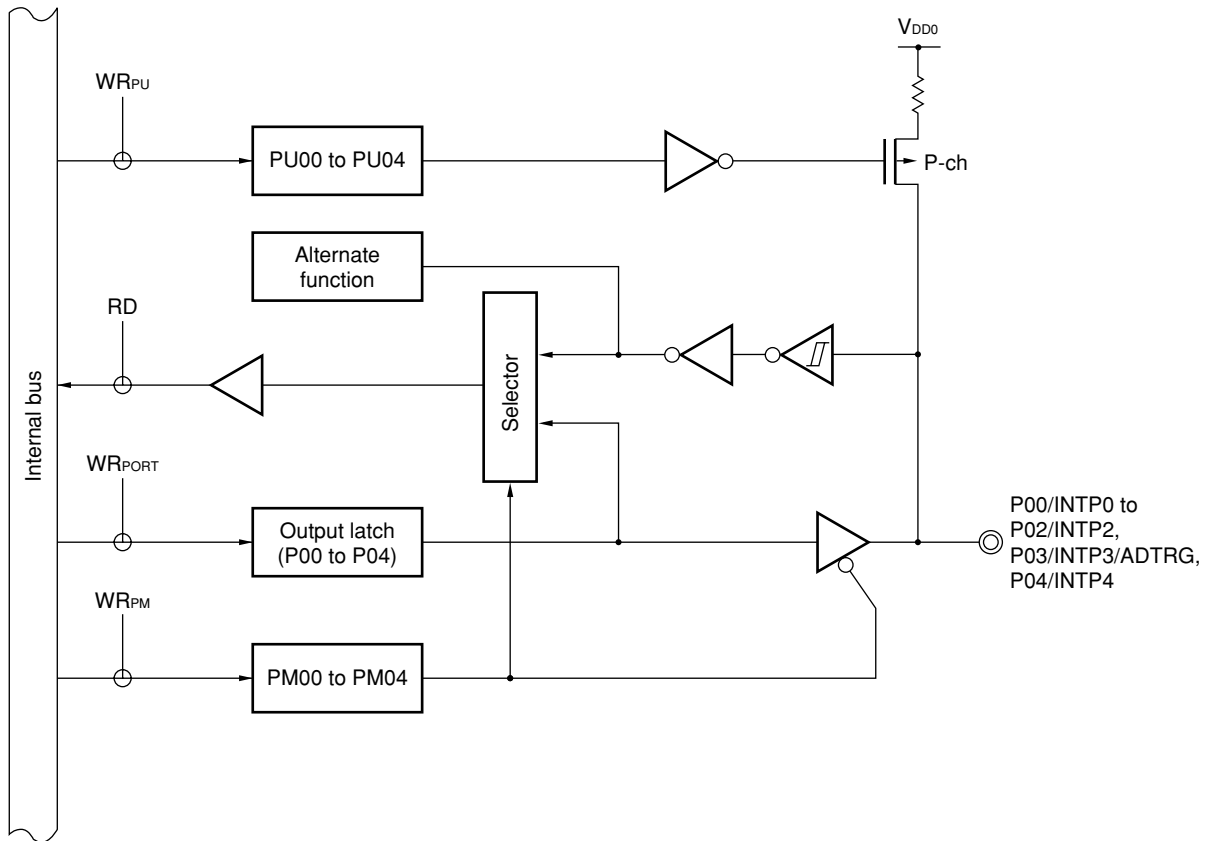 VDD0
WRPU
PU00 to PU04
P-ch
Alternate
function
RD
Selector
Internal bus
WRPORT
Output latch
(P00 to P04)
P00/INTP0 to
P02/INTP2,
P03/INTP3/ADTRG,
P04/INTP4
WRPM
PM00 to PM04